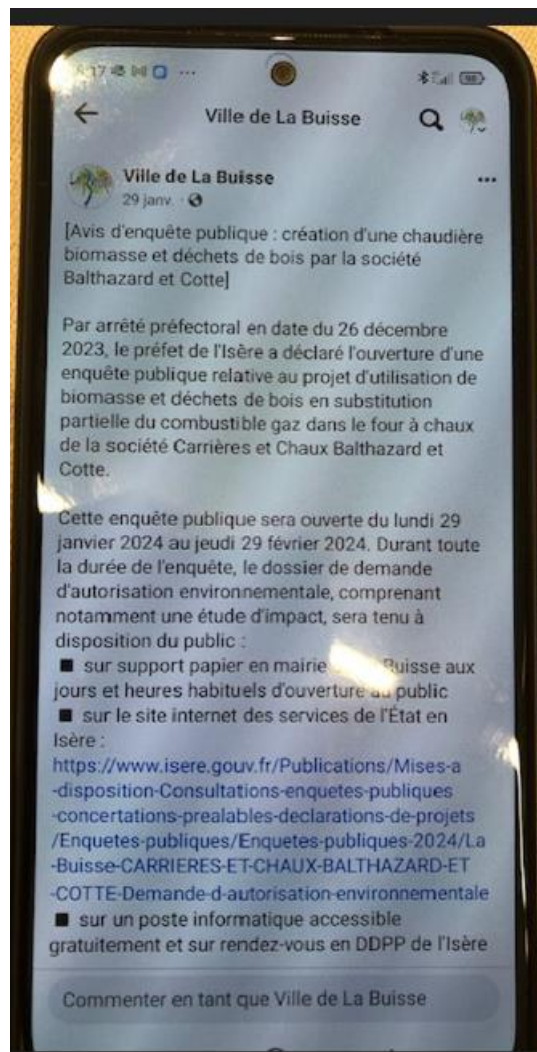 17
Ville de La Buisse
Ville de La Buisse
29 janv.
[Avis d'enquête publique : création d'une chaudière
biomasse et déchets de bois par la société
Balthazard et Cotte]
Par arrêté préfectoral en date du 26 décembre
2023, le préfet de l'Isère a déclaré l'ouverture d'une
enquête publique relative au projet d'utilisation de
biomasse et déchets de bois en substitution
partielle du combustible gaz dans le four à chaux
de la société Carrières et Chaux Balthazard et
Cotte.
Cette enquête publique sera ouverte du lundi 29
janvier 2024 au jeudi 29 février 2024. Durant toute
la durée de l'enquête, le dossier de demande
d'autorisation environnementale, comprenant
notamment une étude d'impact, sera tenu à
disposition du public :
■ sur support papier en mairie Buisse aux
jours et heures habituels d'ouverture au public
■ sur le site internet des services de l'État en
Isère :
https://www.isere.gouv.fr/Publications/Mises-a
-disposition-Consultations-enquetes-publiques
-concertations-prealables-declarations-de-projets
/Enquetes-publiques/Enquetes-publiques-2024/La
-Buisse-CARRIERES-ET-CHAUX-BALTHAZARD-ET
-COTTE-Demande-d-autorisation-environnementale
■ sur un poste informatique accessible
gratuitement et sur rendez-vous en DDPP de l'Isère
Commenter en tant que Ville de La Buisse